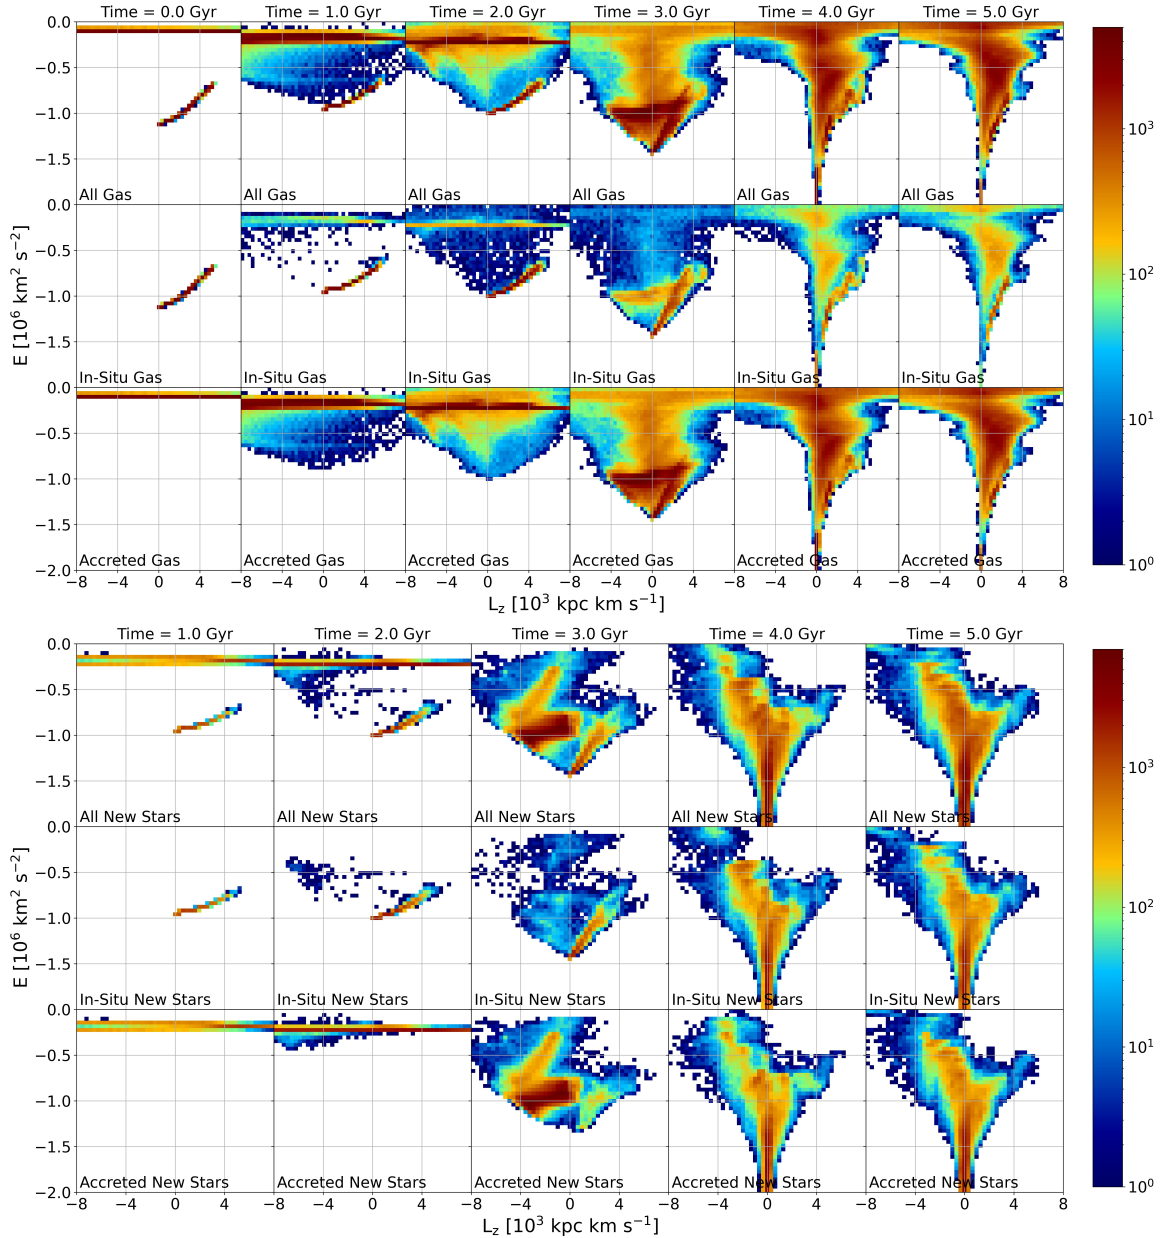 Time = 0.0 Gyr Time = 1.0 Gyr Time = 2.0 Gyr Time = 3.0 Gyr Time = 4.0 Gyr Time = 5.0 Gyr
0.0
−0.5
−1.0
−1.5
All Gas All Gas All Gas All Gas All Gas All Gas
0.0
−0.5
−1.0
−1.5
In-Situ Gas In-Situ Gas In-Situ Gas In-Situ Gas In-Situ Gas In-Situ Gas
0.0
−0.5
−1.0
−1.5
−2.0
Accreted Gas Accreted Gas Accreted Gas Accreted Gas Accreted Gas Accreted Gas
−8 −4 0 4 −8 −4 0 4 −8 −4 0 4 −8 −4 0 4 −8 −4 0 4 −8 −4 0 4 8
E [10⁶ km² s⁻²]
L_z [10³ kpc km s⁻¹]
10³
10²
10¹
10⁰
Time = 1.0 Gyr Time = 2.0 Gyr Time = 3.0 Gyr Time = 4.0 Gyr Time = 5.0 Gyr
0.0
−0.5
−1.0
−1.5
All New Stars All New Stars All New Stars All New Stars All New Stars
0.0
−0.5
−1.0
−1.5
In-Situ New Stars In-Situ New Stars In-Situ New Stars In-Situ New Stars In-Situ New Stars
0.0
−0.5
−1.0
−1.5
−2.0
Accreted New Stars Accreted New Stars Accreted New Stars Accreted New Stars Accreted New Stars
−8 −4 0 4 −8 −4 0 4 −8 −4 0 4 −8 −4 0 4 −8 −4 0 4 8
E [10⁶ km² s⁻²]
L_z [10³ kpc km s⁻¹]
10³
10²
10¹
10⁰